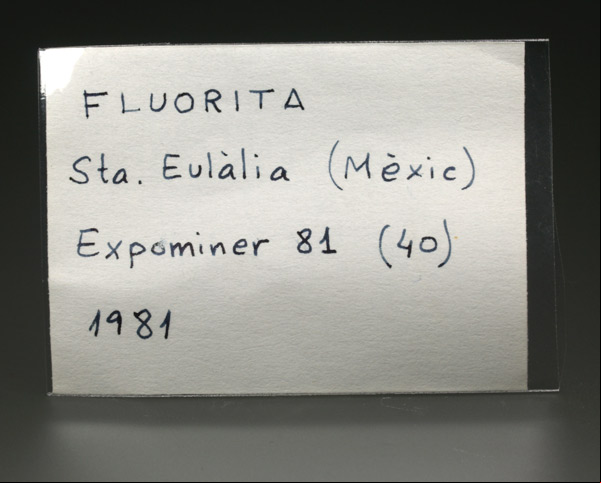 FLUORITA
Sta. Eulàlia (Mèxic)
Expominer 81 (40)
1981